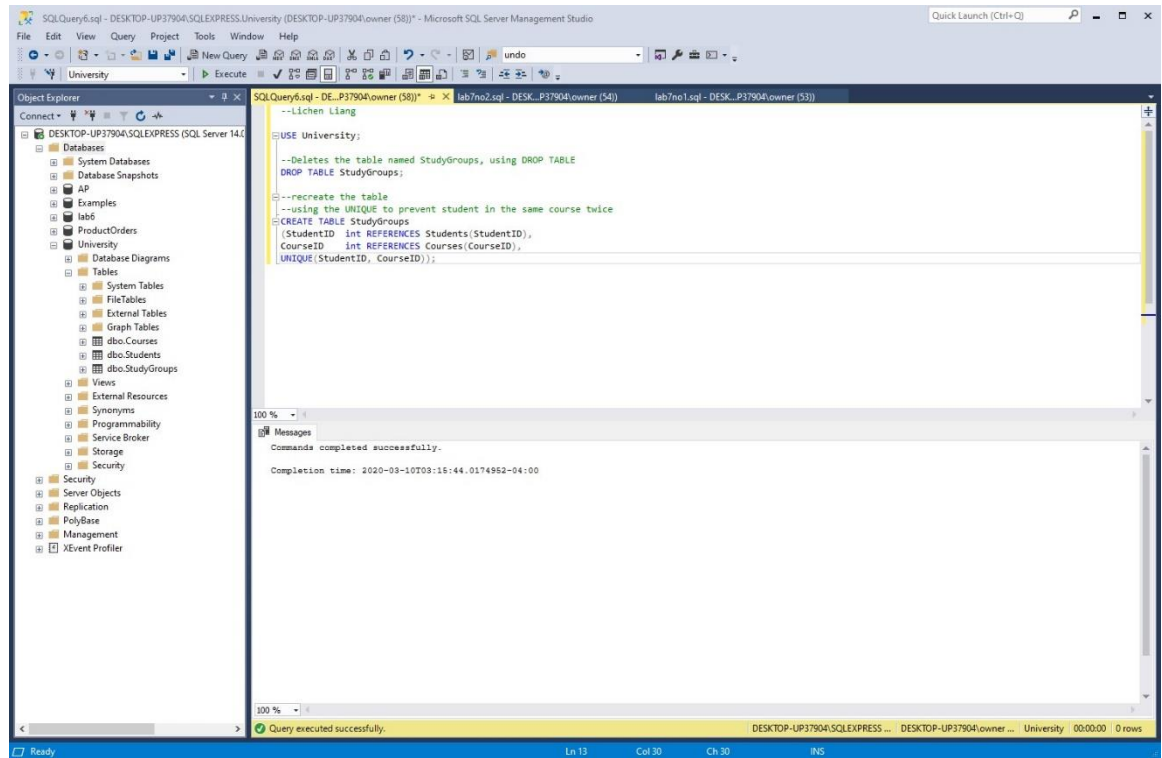 SQLQuery6.sql - DESKTOP-UP37904\SQLEXPRESS.University (DESKTOP-UP37904\owner (58))* - Microsoft SQL Server Management Studio
Quick Launch (Ctrl+Q)
File Edit View Query Project Tools Window Help
New Query
undo
University
Execute
Object Explorer
SQLQuery6.sql - DE...P37904\owner (58))*
lab7no2.sql - DESK...P37904\owner (54))
lab7no1.sql - DESK...P37904\owner (53))
Connect
DESKTOP-UP37904\SQLEXPRESS (SQL Server 14.0
Databases
System Databases
Database Snapshots
AP
Examples
lab6
ProductOrders
University
Database Diagrams
Tables
System Tables
FileTables
External Tables
Graph Tables
dbo.Courses
dbo.Students
dbo.StudyGroups
Views
External Resources
Synonyms
Programmability
Service Broker
Storage
Security
Security
Server Objects
Replication
PolyBase
Management
XEvent Profiler
--Lichen Liang
USE University;
--Deletes the table named StudyGroups, using DROP TABLE
DROP TABLE StudyGroups;
--recreate the table
--using the UNIQUE to prevent student in the same course twice
CREATE TABLE StudyGroups
(StudentID int REFERENCES Students(StudentID),
CourseID int REFERENCES Courses(CourseID),
UNIQUE(StudentID, CourseID));
100 %
Messages
Commands completed successfully.
Completion time: 2020-03-10T03:15:44.0174952-04:00
100 %
Query executed successfully.
DESKTOP-UP37904\SQLEXPRESS ...
DESKTOP-UP37904\owner ...
University
00:00:00
0 rows
Ready
Ln 13
Col 30
Ch 30
INS